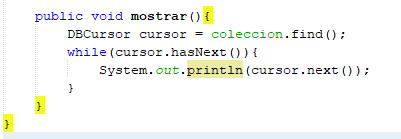 public void mostrar(){
DBCursor cursor = coleccion.find();
while(cursor.hasNext()){
System.out.println(cursor.next());
}
}
}